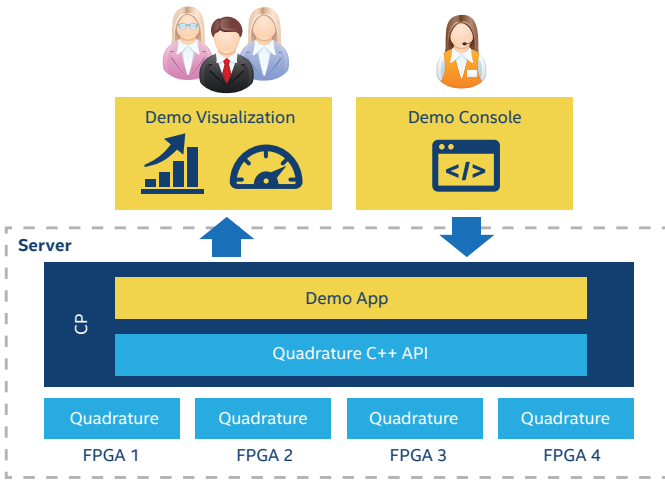 Demo Visualization
Demo Console
</>
Server
CP
Demo App
Quadrature C++ API
Quadrature
Quadrature
Quadrature
Quadrature
FPGA 1
FPGA 2
FPGA 3
FPGA 4